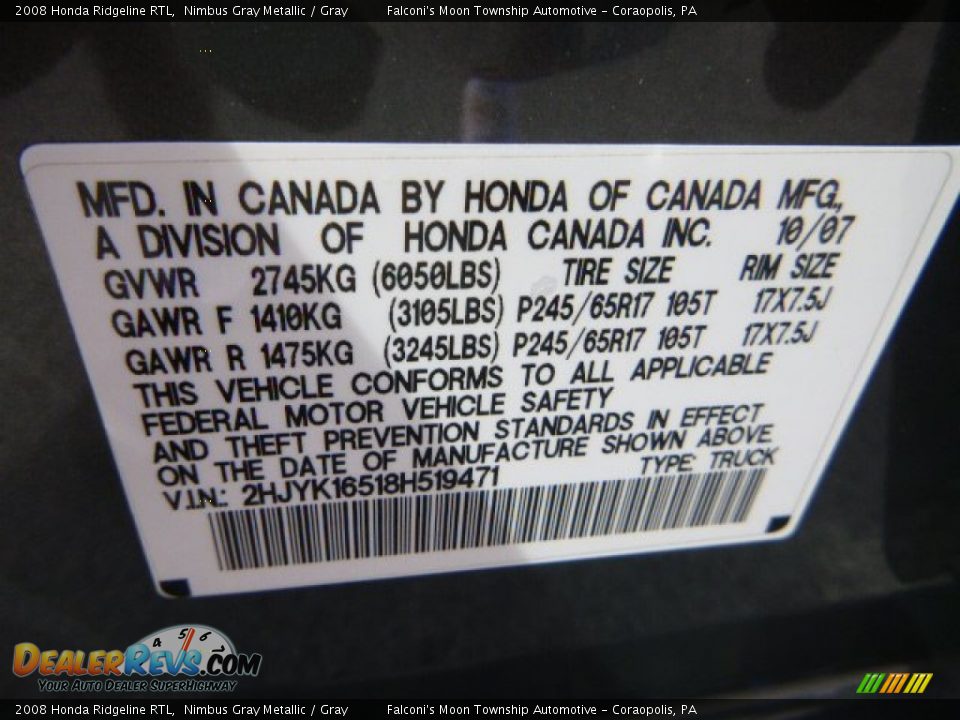 2008 Honda Ridgeline RTL, Nimbus Gray Metallic / Gray Falconi's Moon Township Automotive - Coraopolis, PA
MFD. IN CANADA BY HONDA OF CANADA MFG.,
A DIVISION OF HONDA CANADA INC. 10/07
GVWR 2745KG (6050LBS) TIRE SIZE RIM SIZE
GAWR F 1410KG (3105LBS) P245/65R17 105T 17X7.5J
GAWR R 1475KG (3245LBS) P245/65R17 105T 17X7.5J
THIS VEHICLE CONFORMS TO ALL APPLICABLE
FEDERAL MOTOR VEHICLE SAFETY
AND THEFT PREVENTION STANDARDS IN EFFECT
ON THE DATE OF MANUFACTURE SHOWN ABOVE
V.I.N.: 2HJYK16518H519471 TYPE: TRUCK
4 5 6
DEALERREVS.COM
YOUR AUTO DEALER SUPERHIGHWAY
2008 Honda Ridgeline RTL, Nimbus Gray Metallic / Gray Falconi's Moon Township Automotive - Coraopolis, PA